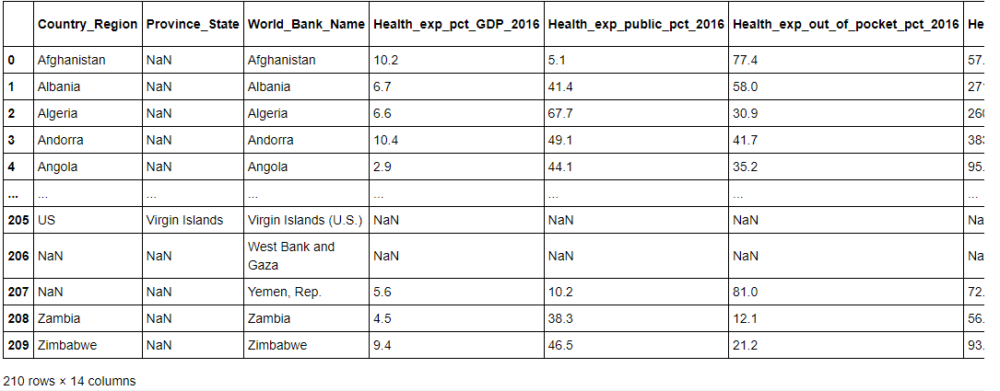 Country_Region Province_State World_Bank_Name Health_exp_pct_GDP_2016 Health_exp_public_pct_2016 Health_exp_out_of_pocket_pct_2016 He
0 Afghanistan NaN Afghanistan 10.2 5.1 77.4 57.
1 Albania NaN Albania 6.7 41.4 58.0 271
2 Algeria NaN Algeria 6.6 67.7 30.9 260
3 Andorra NaN Andorra 10.4 49.1 41.7 383
4 Angola NaN Angola 2.9 44.1 35.2 95.
... ... ... ... ... ... ... ...
205 US Virgin Islands Virgin Islands (U.S.) NaN NaN NaN Na
206 NaN NaN West Bank and Gaza NaN NaN NaN Na
207 NaN NaN Yemen, Rep. 5.6 10.2 81.0 72.
208 Zambia NaN Zambia 4.5 38.3 12.1 56.
209 Zimbabwe NaN Zimbabwe 9.4 46.5 21.2 93.
210 rows × 14 columns